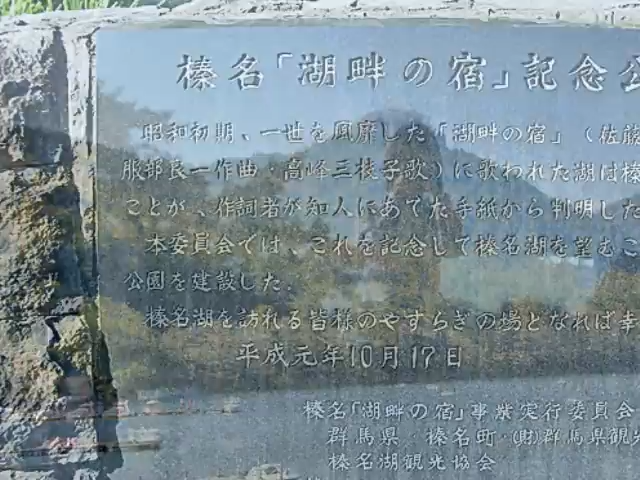 榛名「湖畔の宿」記念公
昭和初期、一世を風靡した「湖畔の宿」（佐藤
服部良一作曲・高峰三枝子歌）に歌われた湖は榛
ことが、作詞者が知人にあてた手紙から判明した
本委員会では、これを記念して榛名湖を望むこ
公園を建設した．
榛名湖を訪れる皆様のやすらぎの場となれば幸
平成元年10月17日
榛名「湖畔の宿」事業実行委員会
群馬県・榛名町・(財)群馬県観光
榛名湖観光協会